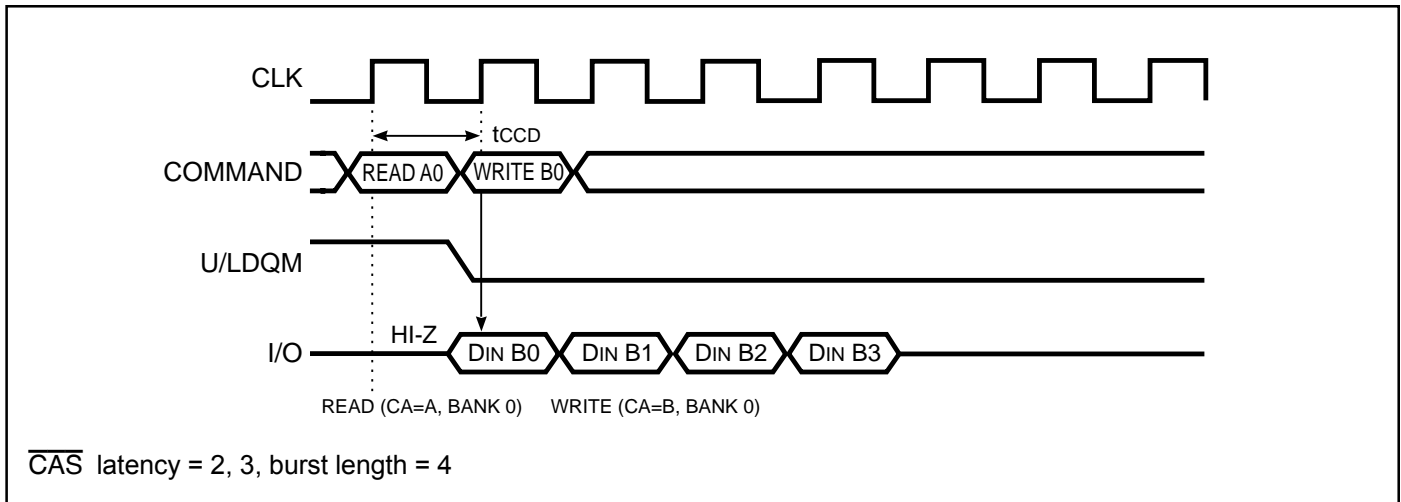 CLK
tCCD
COMMAND READ A0 WRITE B0
U/LDQM
HI-Z
I/O DIN B0 DIN B1 DIN B2 DIN B3
READ (CA=A, BANK 0) WRITE (CA=B, BANK 0)
CAS latency = 2, 3, burst length = 4